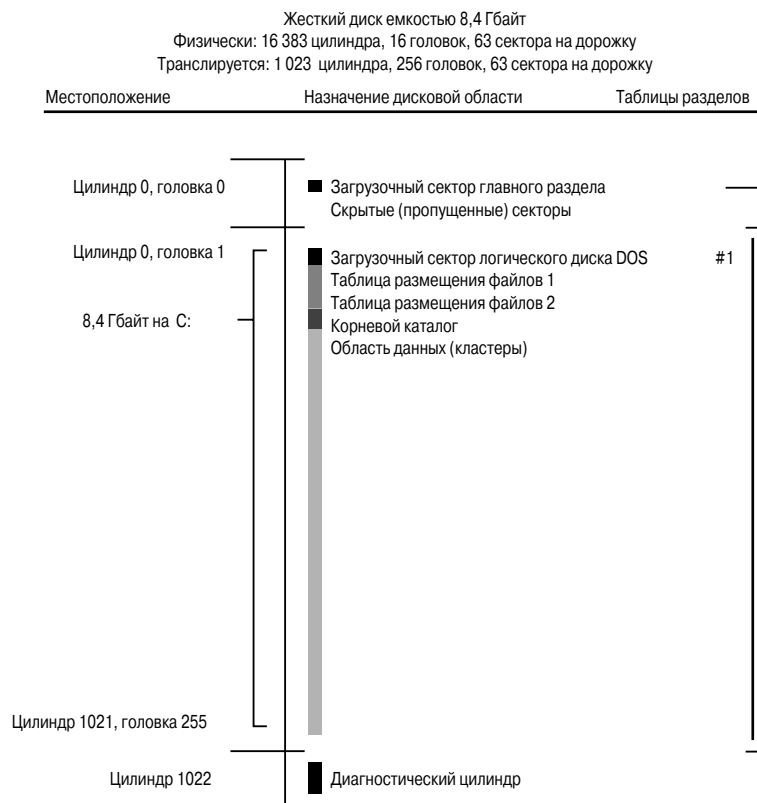 Жесткий диск емкостью 8,4 Гбайт
Физически: 16 383 цилиндра, 16 головок, 63 сектора на дорожку
Транслируется: 1 023 цилиндра, 256 головок, 63 сектора на дорожку
Местоположение Назначение дисковой области Таблицы разделов
Цилиндр 0, головка 0 Загрузочный сектор главного раздела
Скрытые (пропущенные) секторы
Цилиндр 0, головка 1 Загрузочный сектор логического диска DOS #1
Таблица размещения файлов 1
Таблица размещения файлов 2
8,4 Гбайт на C: Корневой каталог
Область данных (кластеры)
Цилиндр 1021, головка 255
Цилиндр 1022 Диагностический цилиндр